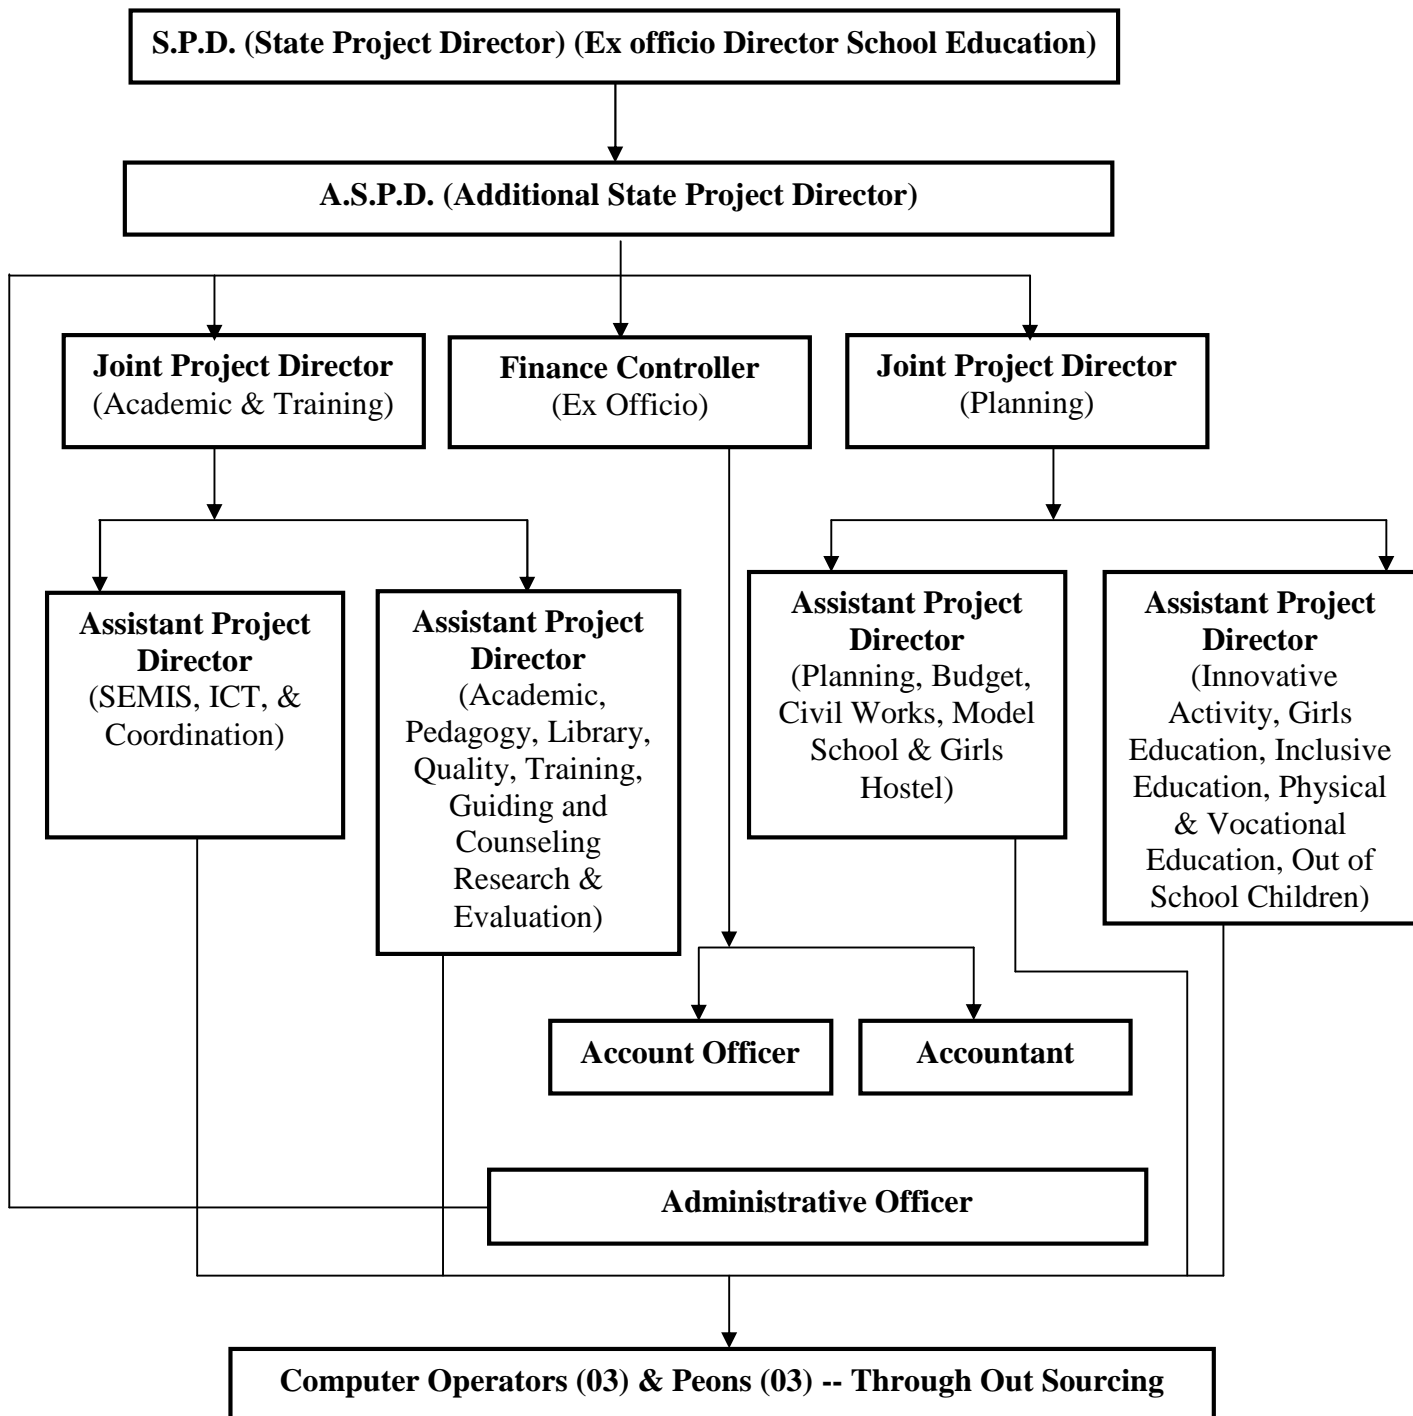 S.P.D. (State Project Director) (Ex officio Director School Education)
A.S.P.D. (Additional State Project Director)
Joint Project Director
(Academic & Training)
Finance Controller
(Ex Officio)
Joint Project Director
(Planning)
Assistant Project
Director
(SEMIS, ICT, &
Coordination)
Assistant Project
Director
(Academic,
Pedagogy, Library,
Quality, Training,
Guiding and
Counseling
Research &
Evaluation)
Assistant Project
Director
(Planning, Budget,
Civil Works, Model
School & Girls
Hostel)
Assistant Project
Director
(Innovative
Activity, Girls
Education, Inclusive
Education, Physical
& Vocational
Education, Out of
School Children)
Account Officer
Accountant
Administrative Officer
Computer Operators (03) & Peons (03) -- Through Out Sourcing